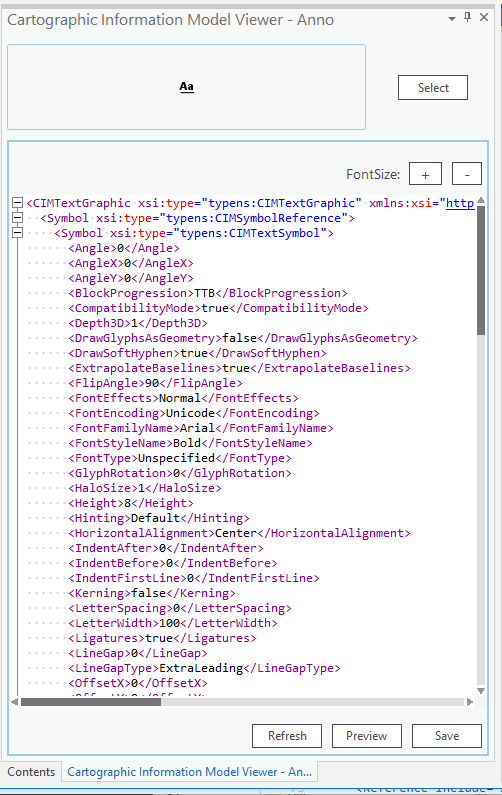 Cartographic Information Model Viewer - Anno
Aa
Select
FontSize:
+
-
<CIMTextGraphic xsi:type="typens:CIMTextGraphic" xmlns:xsi="http
<Symbol xsi:type="typens:CIMSymbolReference">
<Symbol xsi:type="typens:CIMTextSymbol">
<Angle>0</Angle>
<AngleX>0</AngleX>
<AngleY>0</AngleY>
<BlockProgression>TTB</BlockProgression>
<CompatibilityMode>true</CompatibilityMode>
<Depth3D>1</Depth3D>
<DrawGlyphsAsGeometry>false</DrawGlyphsAsGeometry>
<DrawSoftHyphen>true</DrawSoftHyphen>
<ExtrapolateBaselines>true</ExtrapolateBaselines>
<FlipAngle>90</FlipAngle>
<FontEffects>Normal</FontEffects>
<FontEncoding>Unicode</FontEncoding>
<FontFamilyName>Arial</FontFamilyName>
<FontStyleName>Bold</FontStyleName>
<FontType>Unspecified</FontType>
<GlyphRotation>0</GlyphRotation>
<HaloSize>1</HaloSize>
<Height>8</Height>
<Hinting>Default</Hinting>
<HorizontalAlignment>Center</HorizontalAlignment>
<IndentAfter>0</IndentAfter>
<IndentBefore>0</IndentBefore>
<IndentFirstLine>0</IndentFirstLine>
<Kerning>false</Kerning>
<LetterSpacing>0</LetterSpacing>
<LetterWidth>100</LetterWidth>
<Ligatures>true</Ligatures>
<LineGap>0</LineGap>
<LineGapType>ExtraLeading</LineGapType>
<OffsetX>0</OffsetX>
Refresh
Preview
Save
Contents
Cartographic Information Model Viewer - An...